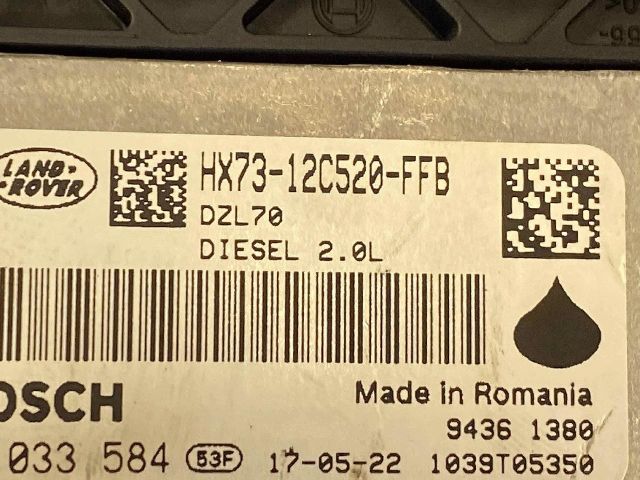 LAND-
-ROVER
HX73-12C520-FFB
DZL70
DIESEL 2.0L
OSCH
Made in Romania
9436 1380
033 584 53F 17-05-22 1039T05350